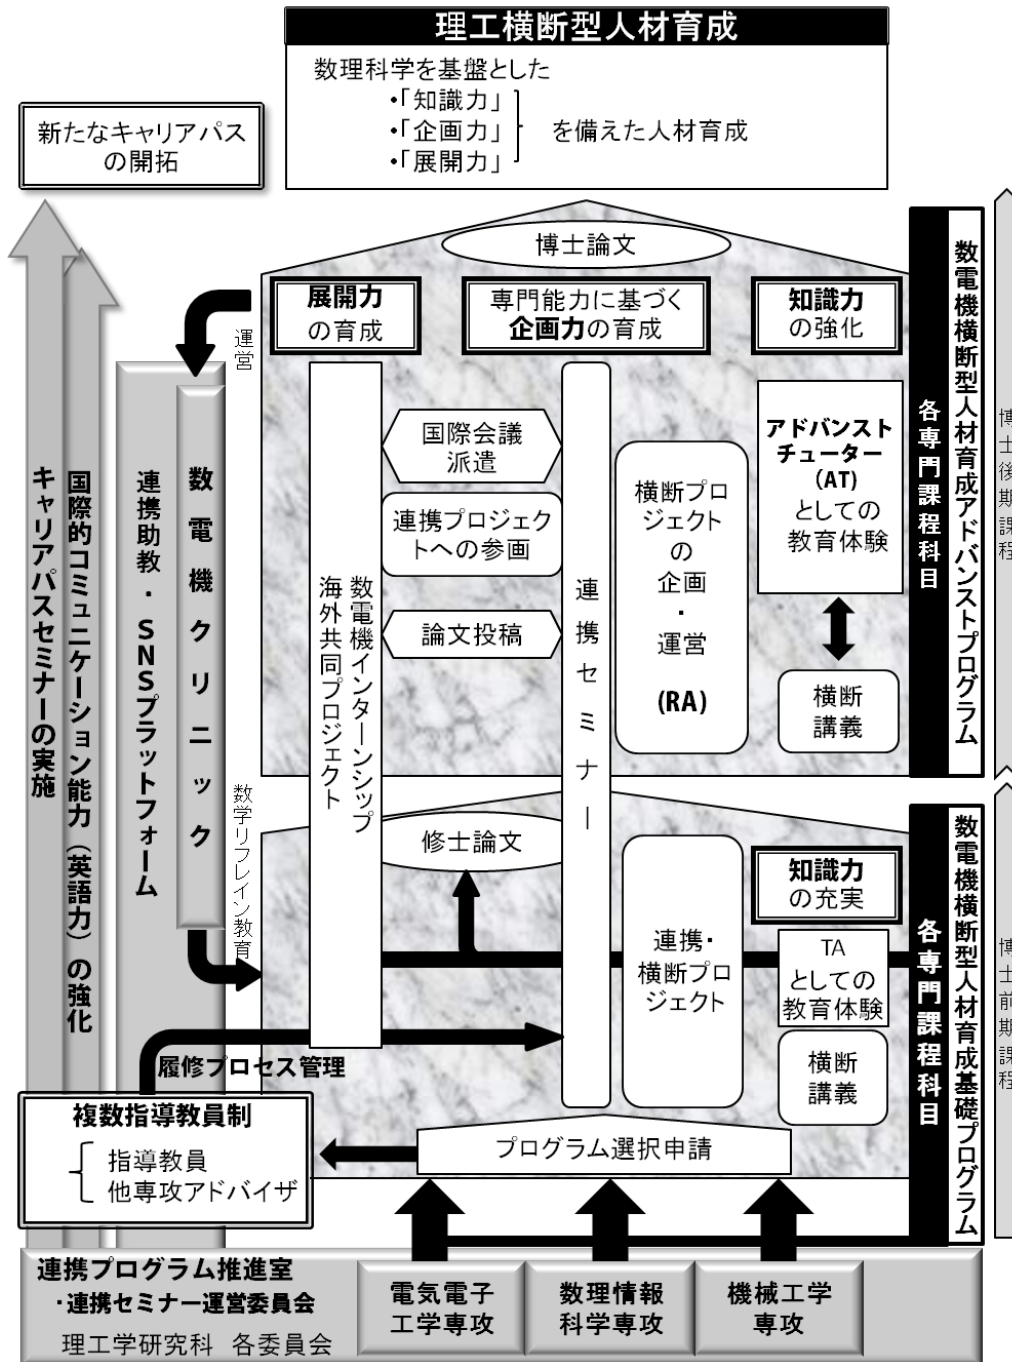 理工横断型人材育成
数理科学を基盤とした
・「知識力」
・「企画力」
・「展開力」
を備えた人材育成
新たなキャリアパス
の開拓
博士論文
展開力
の育成
専門能力に基づく
企画力の育成
知識力
の強化
運営
国際会議
派遣
連携プロジェク
トへの参画
論文投稿
数電機インターンシップ
海外共同プロジェクト
連携セミナー
横断プロ
ジェクト
の
企画
・
運営
(RA)
アドバンスト
チューター
(AT)
としての
教育体験
横断
講義
各専門課程科目
数電機横断型人材育成アドバンストプログラム
博士後期課程
キャリアパスセミナーの実施
国際的コミュニケーション能力（英語力）の強化
連携助教・SNSプラットフォーム
数電機クリニック
数学リフレイン教育
修士論文
連携・
横断プロ
ジェクト
知識力
の充実
TA
としての
教育体験
横断
講義
各専門課程科目
数電機横断型人材育成基礎プログラム
博士前期課程
履修プロセス管理
複数指導教員制
指導教員
他専攻アドバイザ
プログラム選択申請
連携プログラム推進室
・連携セミナー運営委員会
理工学研究科 各委員会
電気電子
工学専攻
数理情報
科学専攻
機械工学
専攻